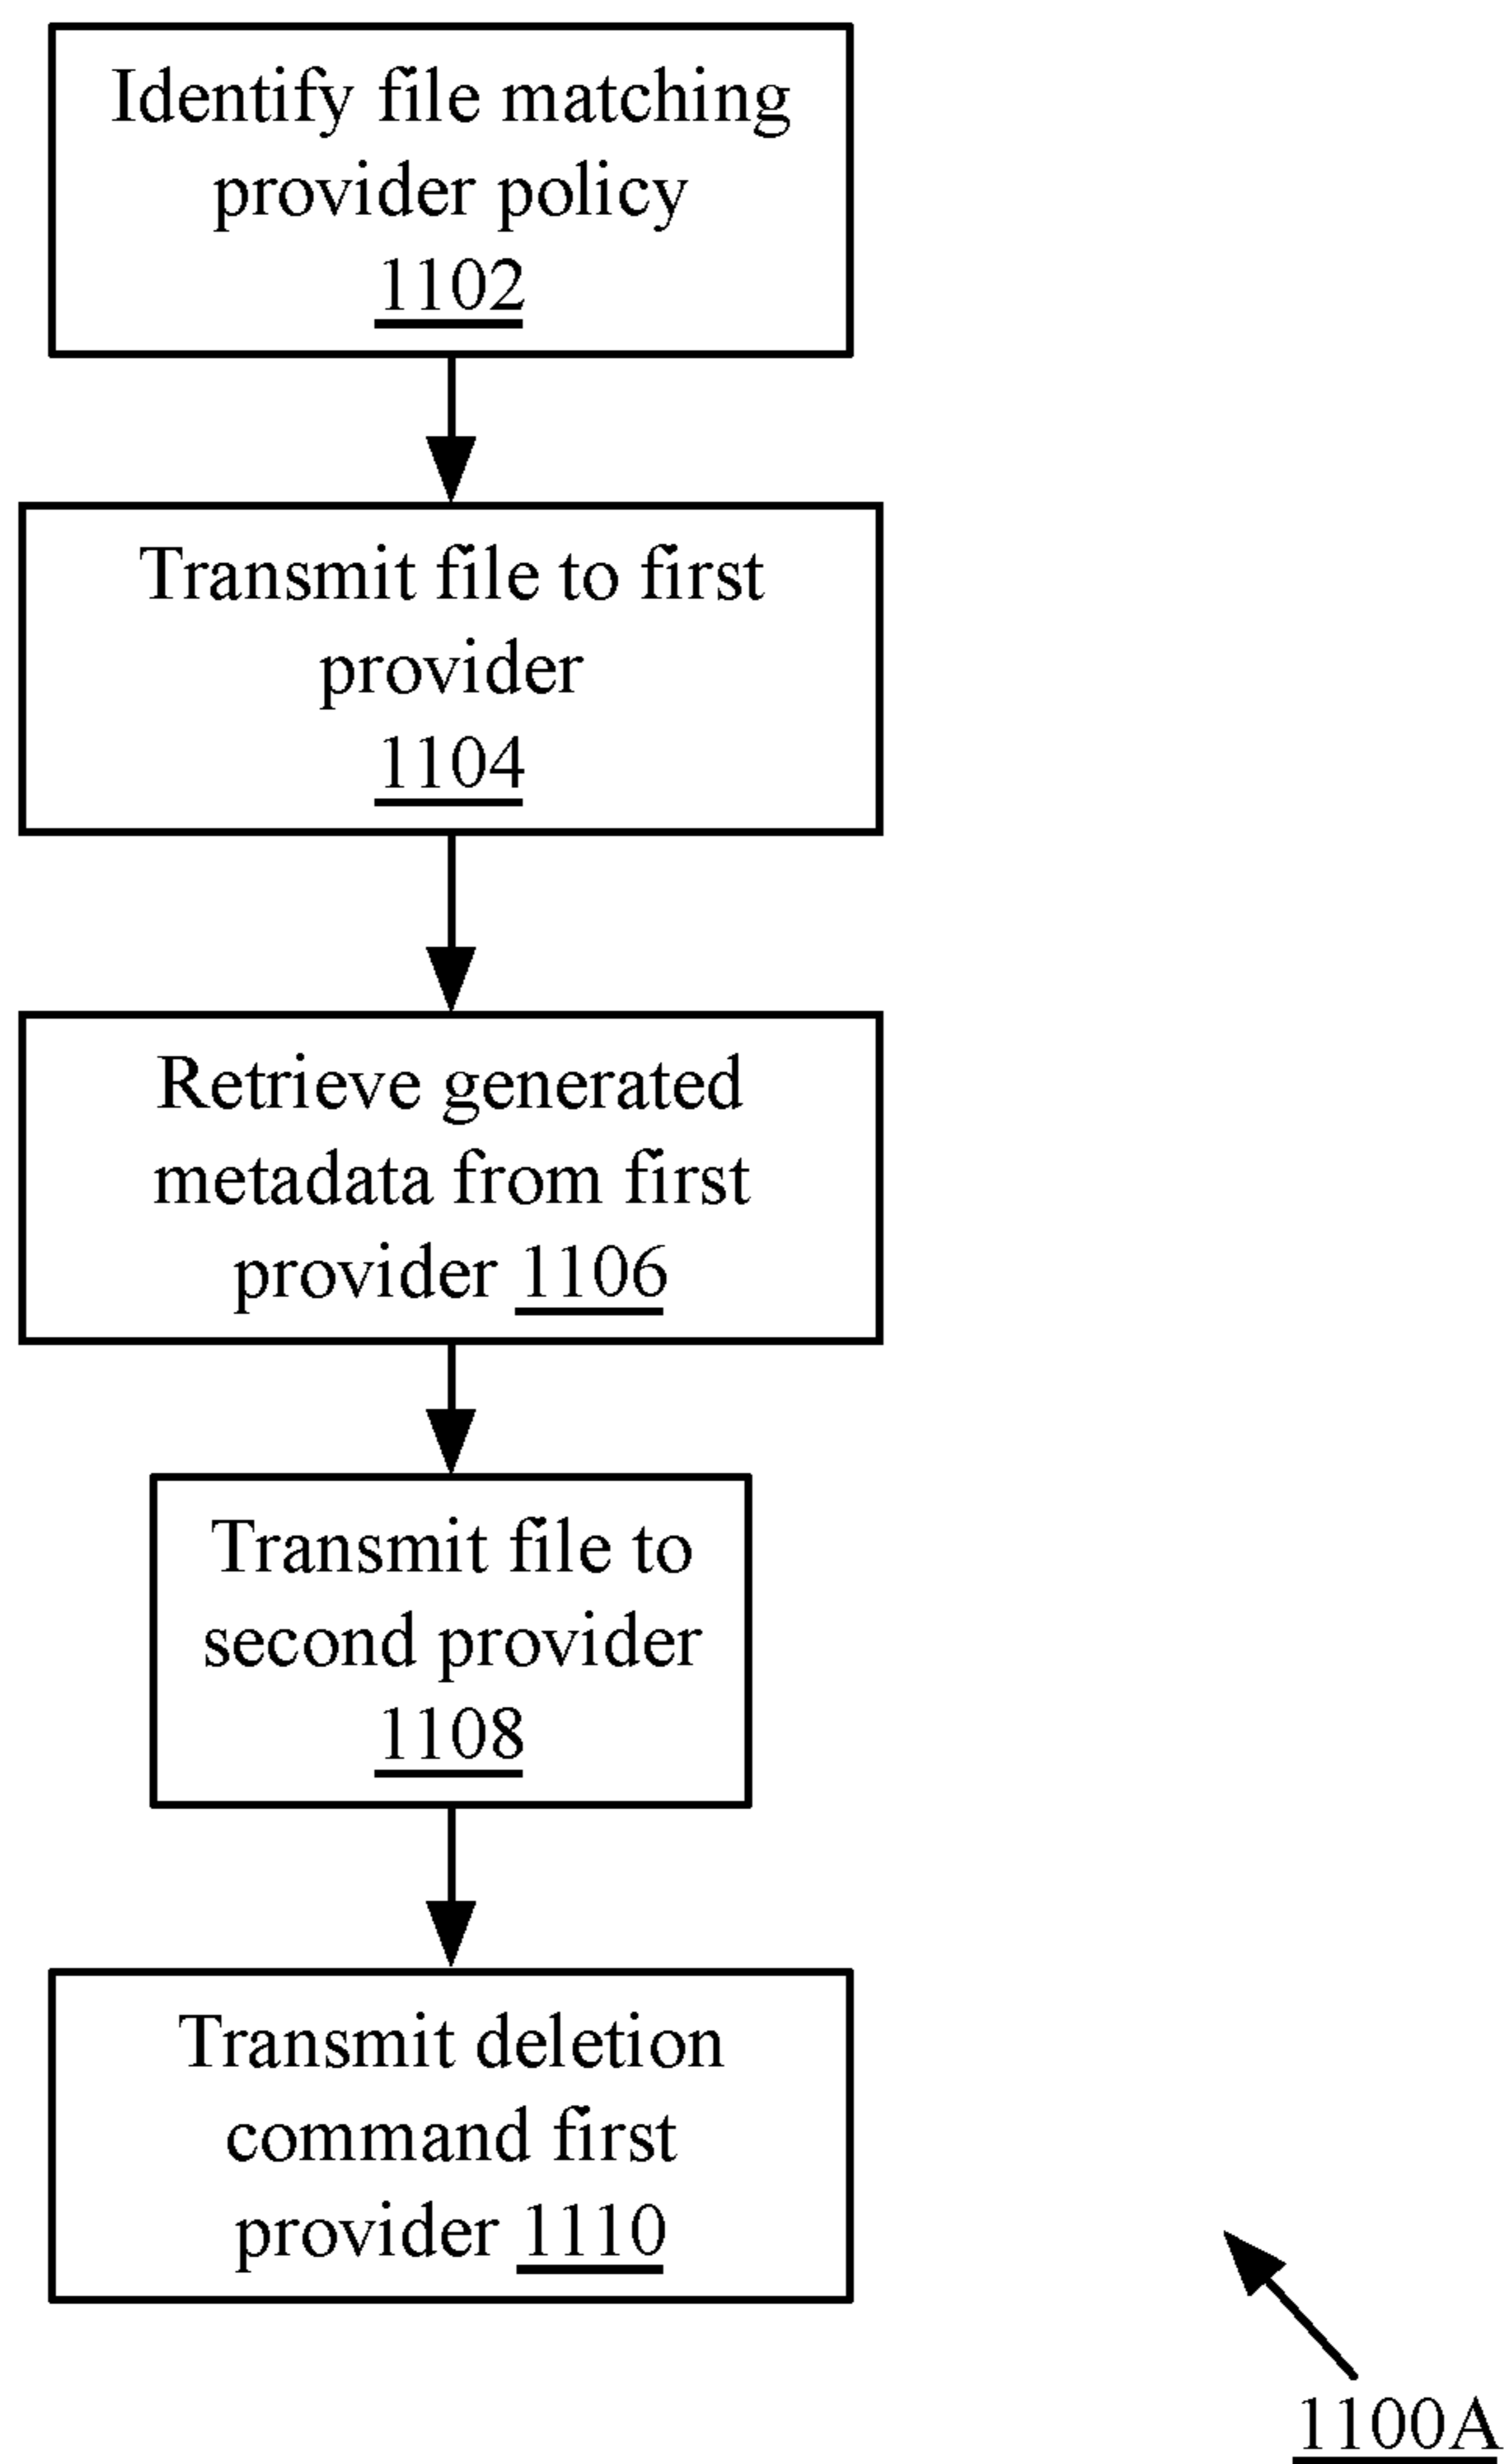 Identify file matching
provider policy
1102
Transmit file to first
provider
1104
Retrieve generated
metadata from first
provider 1106
Transmit file to
second provider
1108
Transmit deletion
command first
provider 1110
1100A